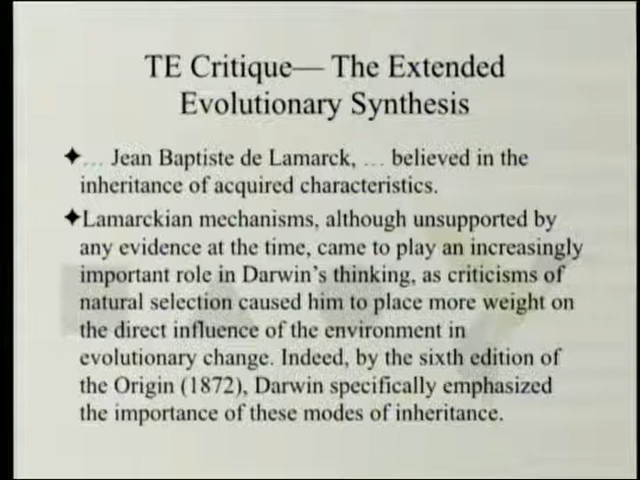 TE Critique— The Extended
Evolutionary Synthesis
✦… Jean Baptiste de Lamarck, … believed in the
inheritance of acquired characteristics.
✦Lamarckian mechanisms, although unsupported by
any evidence at the time, came to play an increasingly
important role in Darwin's thinking, as criticisms of
natural selection caused him to place more weight on
the direct influence of the environment in
evolutionary change. Indeed, by the sixth edition of
the Origin (1872), Darwin specifically emphasized
the importance of these modes of inheritance.